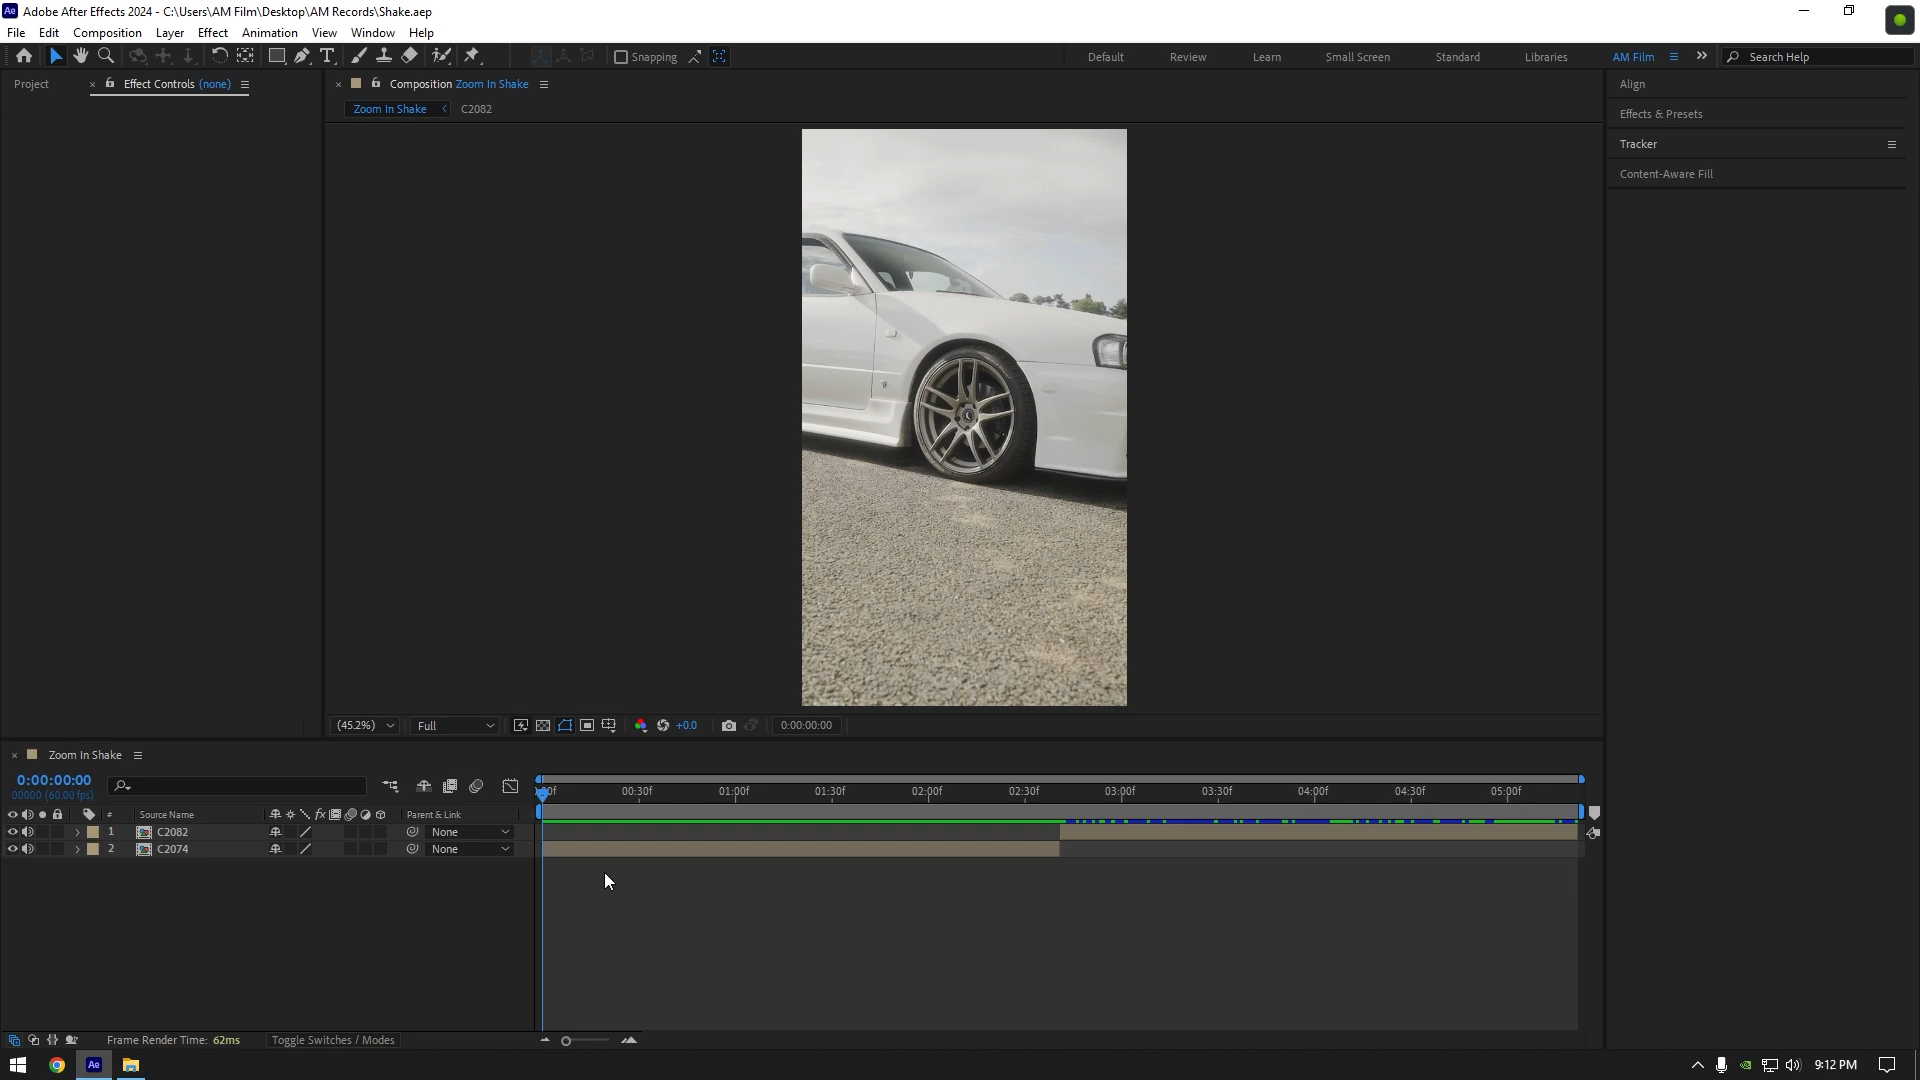 Adobe After Effects 2024 - C:\Users\AM Film\Desktop\AM Records\Shake.aep
File Edit Composition Layer Effect Animation View Window Help
Snapping Default Review Learn Small Screen Standard Libraries AM Film Search Help
Project Effect Controls (none) Composition Zoom In Shake Align
Zoom In Shake C2082
Effects & Presets
Tracker
Content-Aware Fill
(45.2%) Full +0.0 0:00:00:00
Zoom In Shake
0:00:00:00
00000 (60.00 fps)
00:30f 01:00f 01:30f 02:00f 02:30f 03:00f 03:30f 04:00f 04:30f 05:00f
# Source Name fx Parent & Link
1 C2082 None
2 C2074 None
Frame Render Time: 62ms Toggle Switches / Modes
Ae 9:12 PM